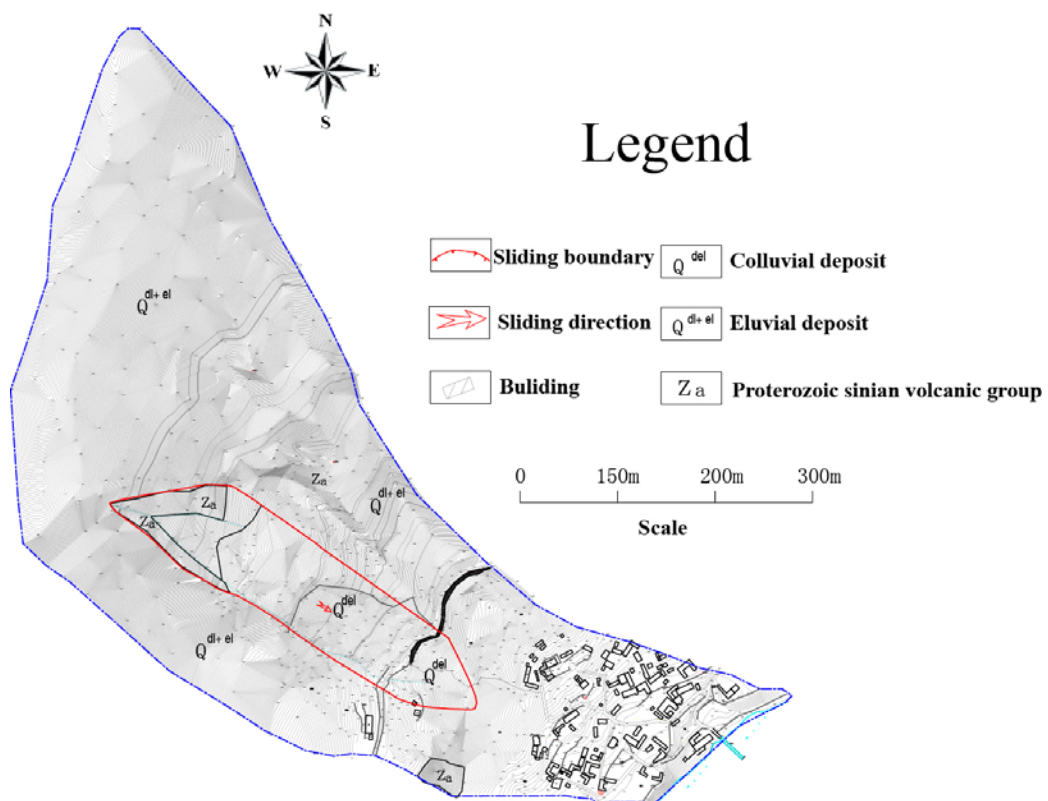 N
W E
S
Legend
Sliding boundary Q^del Colluvial deposit
Sliding direction Q^dl+el Eluvial deposit
Buliding Za Proterozoic sinian volcanic group
0 150m 200m 300m
Scale
Q^dl+el
Za
Q^dl+el
Za
Za
Q^del
Q^dl+el
Q^del
Za